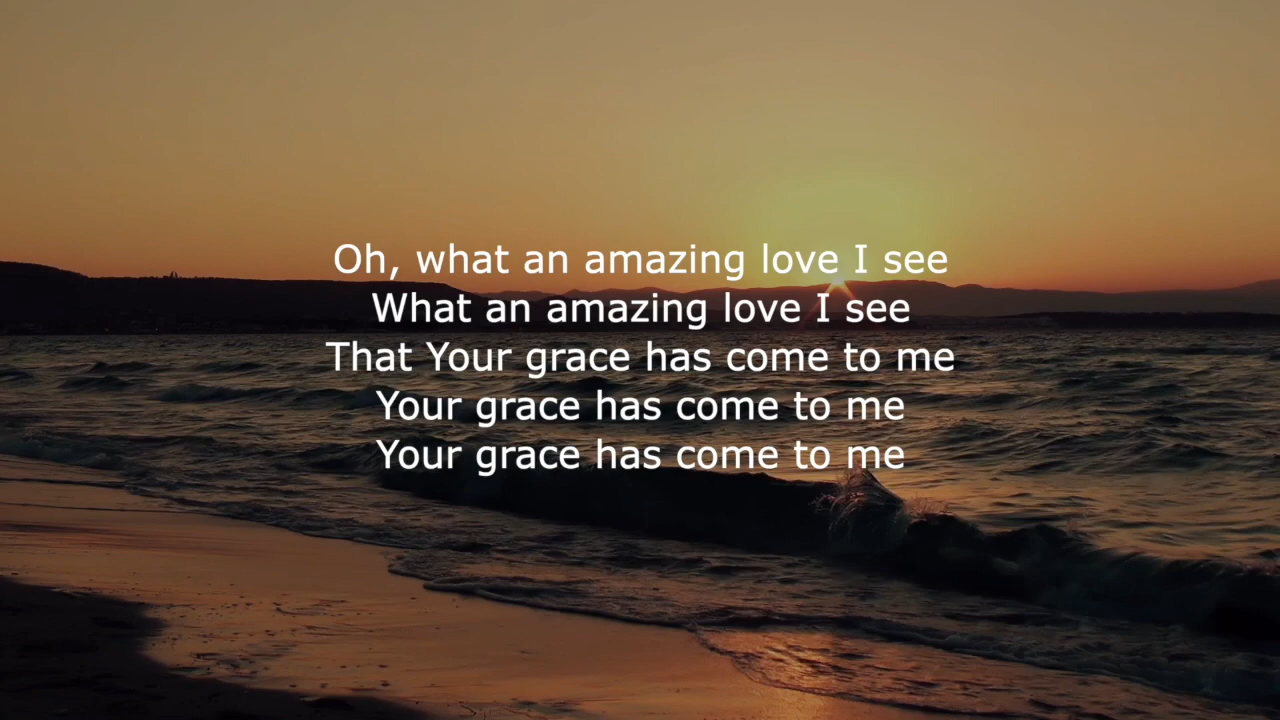 Oh, what an amazing love I see
What an amazing love I see
That Your grace has come to me
Your grace has come to me
Your grace has come to me